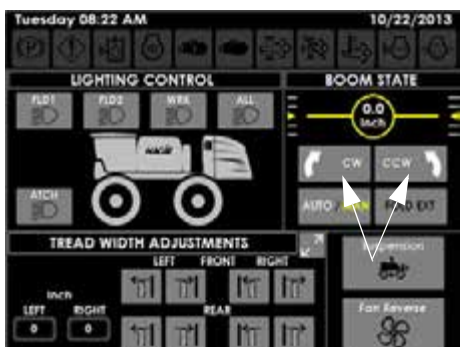 Tuesday 08:22 AM 10/22/2013
LIGHTING CONTROL
FLD1 FLD2 WRK ALL
ATCH
BOOM STATE
0.0
Inch
CW CCW
AUTO / FOLD EXT
TREAD WIDTH ADJUSTMENTS
LEFT FRONT RIGHT
Inch
LEFT RIGHT
0 0
REAR
Suspension
Fan Reverse